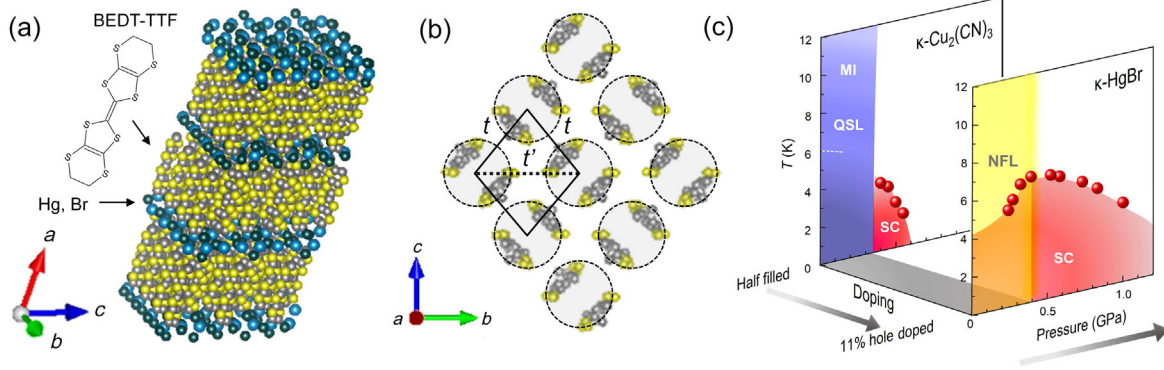 (a)
BEDT-TTF
S
S
S
S
S
S
S
S
Hg, Br
a
c
b
(b)
t
t
t'
c
a
b
(c)
κ-Cu₂(CN)₃
12
10
8
6
4
2
0
T (K)
MI
QSL
SC
κ-HgBr
12
10
8
6
4
2
NFL
SC
0
0.5
1.0
Half filled
Doping
11% hole doped
Pressure (GPa)